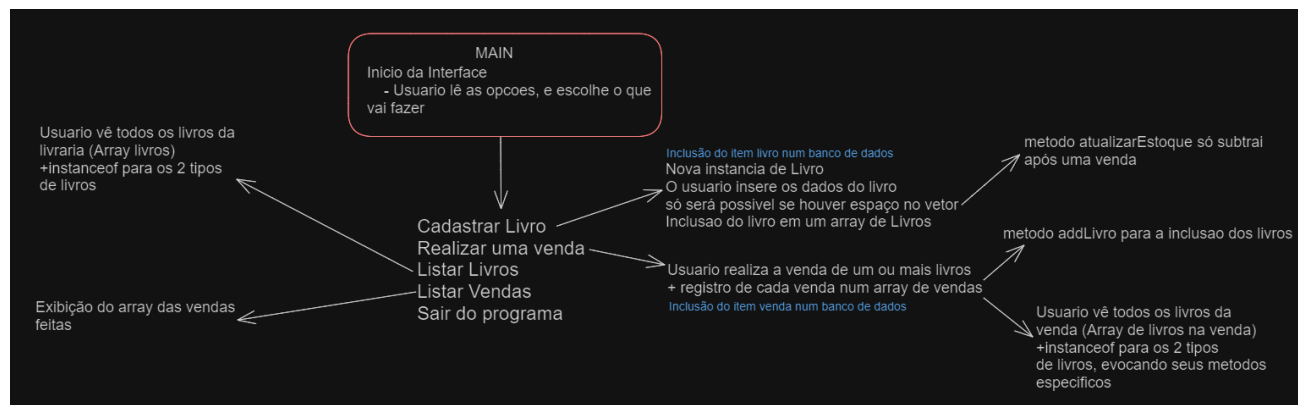 MAIN
Inicio da Interface
- Usuario lê as opcoes, e escolhe o que
vai fazer
Usuario vê todos os livros da
livraria (Array livros)
+instanceof para os 2 tipos
de livros
Cadastrar Livro
Realizar uma venda
Listar Livros
Listar Vendas
Sair do programa
Exibição do array das vendas
feitas
Inclusão do item livro num banco de dados
Nova instancia de Livro
O usuario insere os dados do livro
só será possivel se houver espaço no vetor
Inclusao do livro em um array de Livros
metodo atualizarEstoque só subtrai
após uma venda
Usuario realiza a venda de um ou mais livros
+ registro de cada venda num array de vendas
Inclusão do item venda num banco de dados
metodo addLivro para a inclusao dos livros
Usuario vê todos os livros da
venda (Array de livros na venda)
+instanceof para os 2 tipos
de livros, evocando seus metodos
especificos